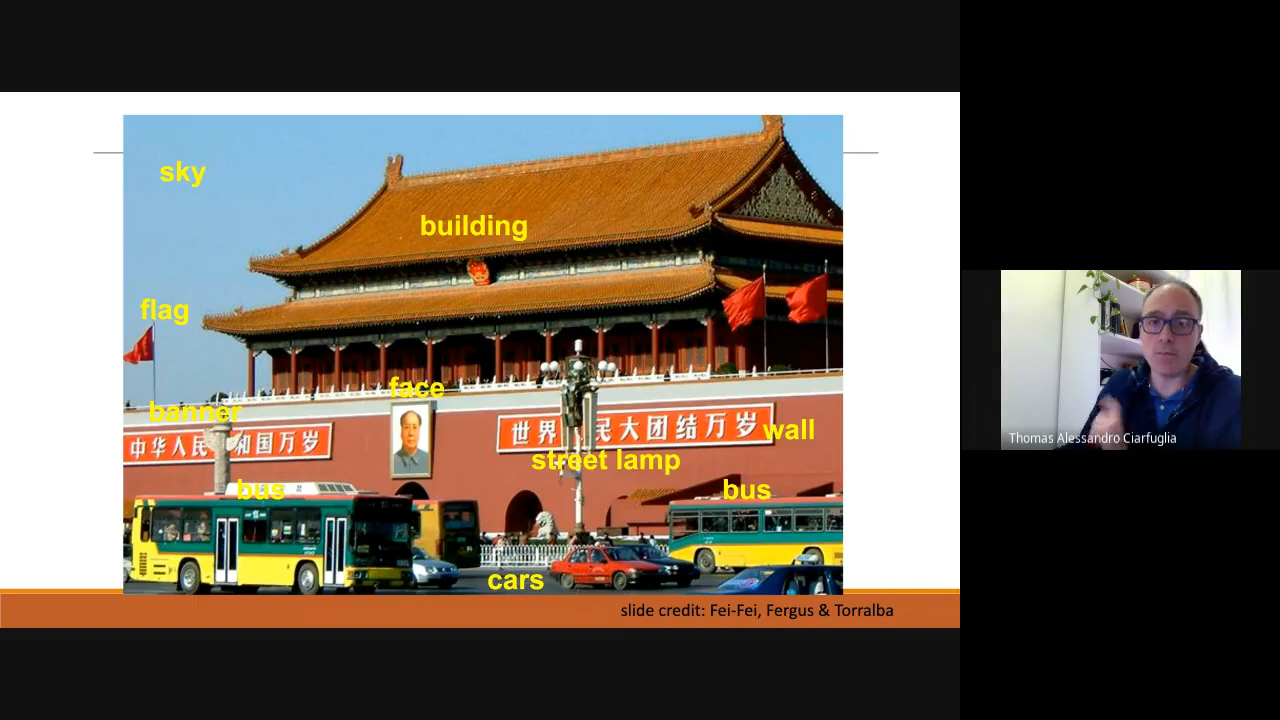 sky
building
flag
face
banner
中华人民
和国万岁
世界
民大团结万岁
wall
street lamp
bus
bus
cars
slide credit: Fei-Fei, Fergus & Torralba
Thomas Alessandro Ciarfuglia